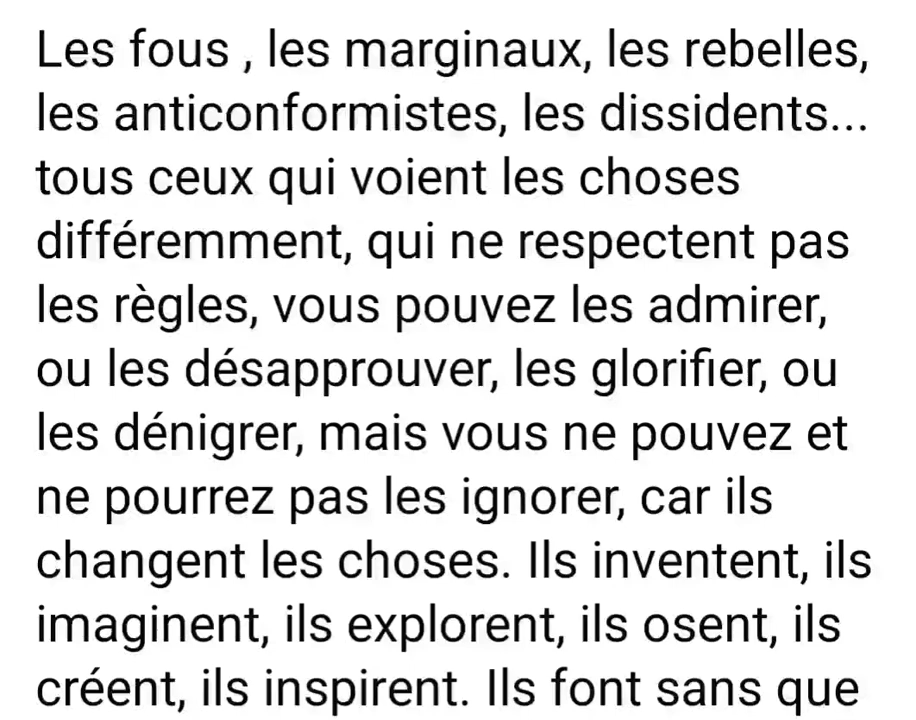 Les fous , les marginaux, les rebelles,
les anticonformistes, les dissidents...
tous ceux qui voient les choses
différemment, qui ne respectent pas
les règles, vous pouvez les admirer,
ou les désapprouver, les glorifier, ou
les dénigrer, mais vous ne pouvez et
ne pourrez pas les ignorer, car ils
changent les choses. Ils inventent, ils
imaginent, ils explorent, ils osent, ils
créent, ils inspirent. Ils font sans que